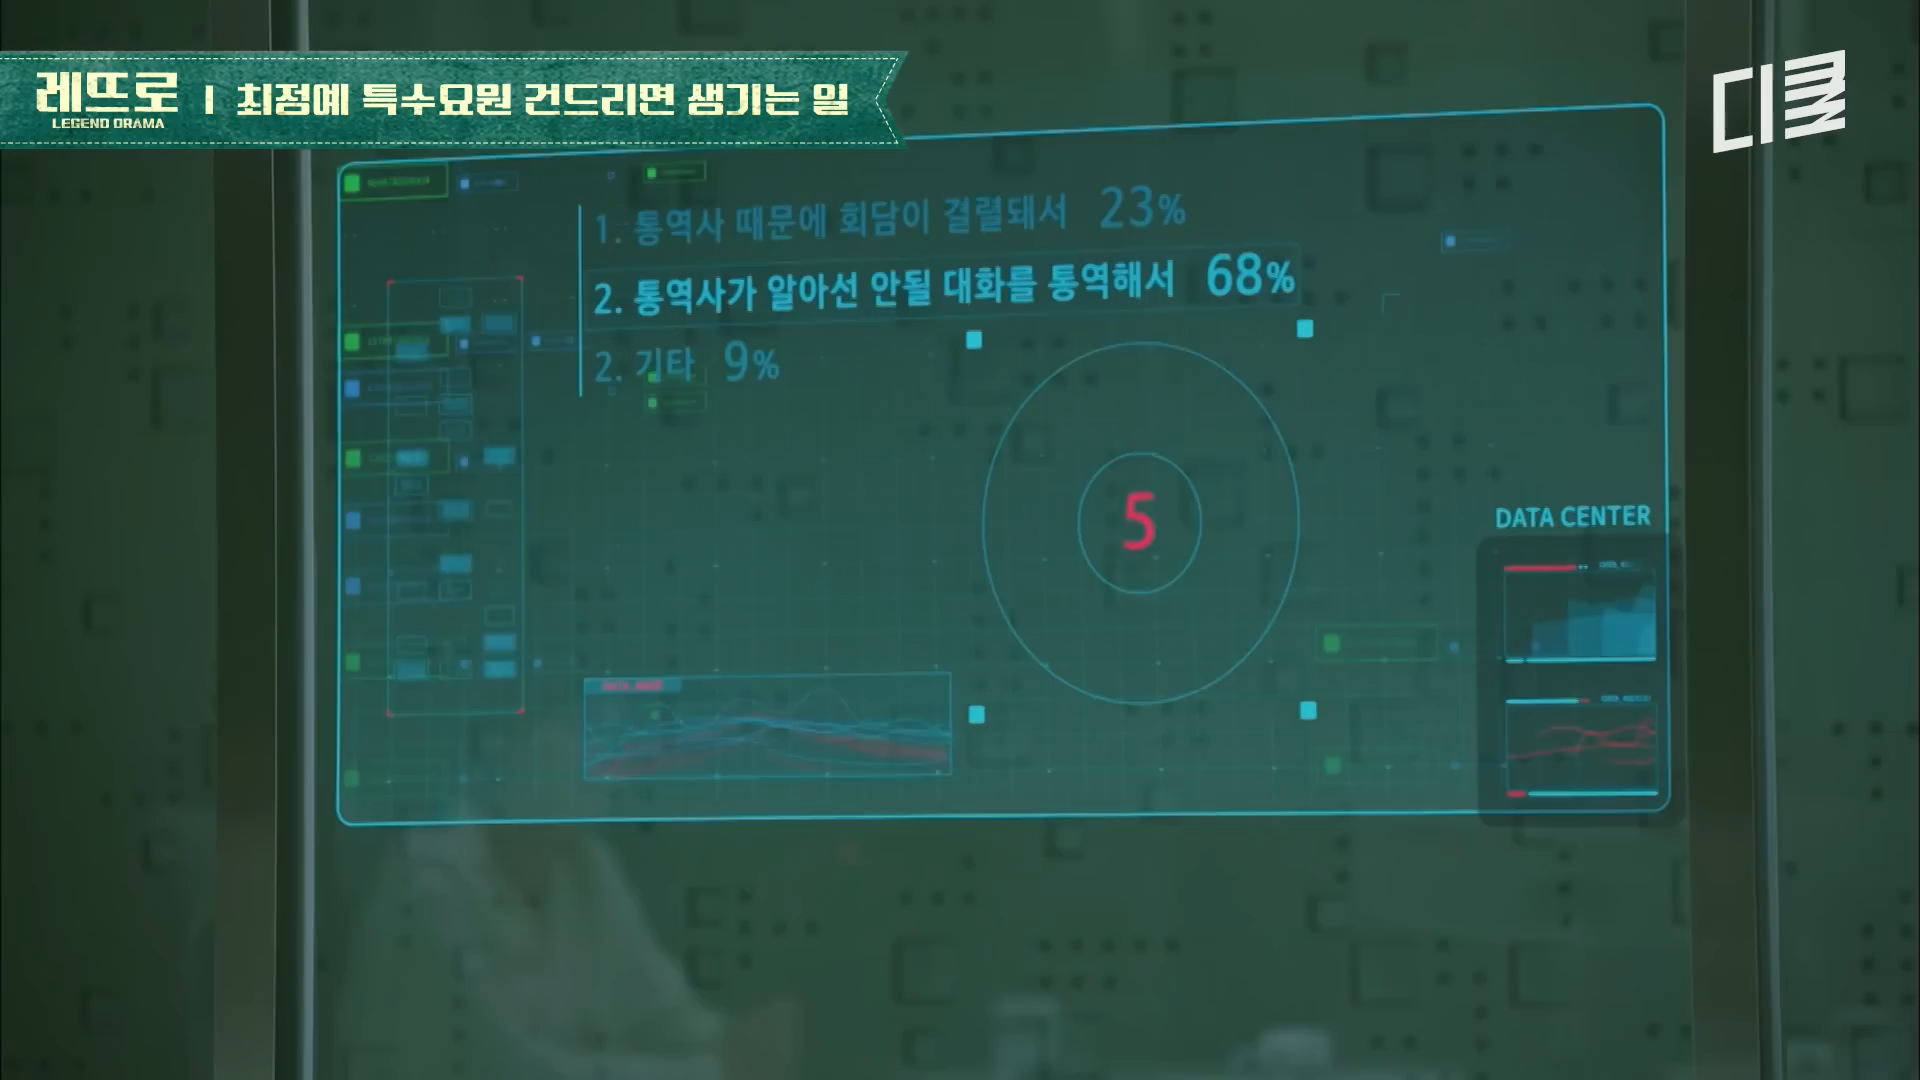 레뜨로 | 최정예 특수요원 건드리면 생기는 일
LEGEND DRAMA
디클
1. 통역사 때문에 회담이 결렬돼서 23%
2. 통역사가 알아선 안될 대화를 통역해서 68%
2. 기타 9%
5
DATA CENTER